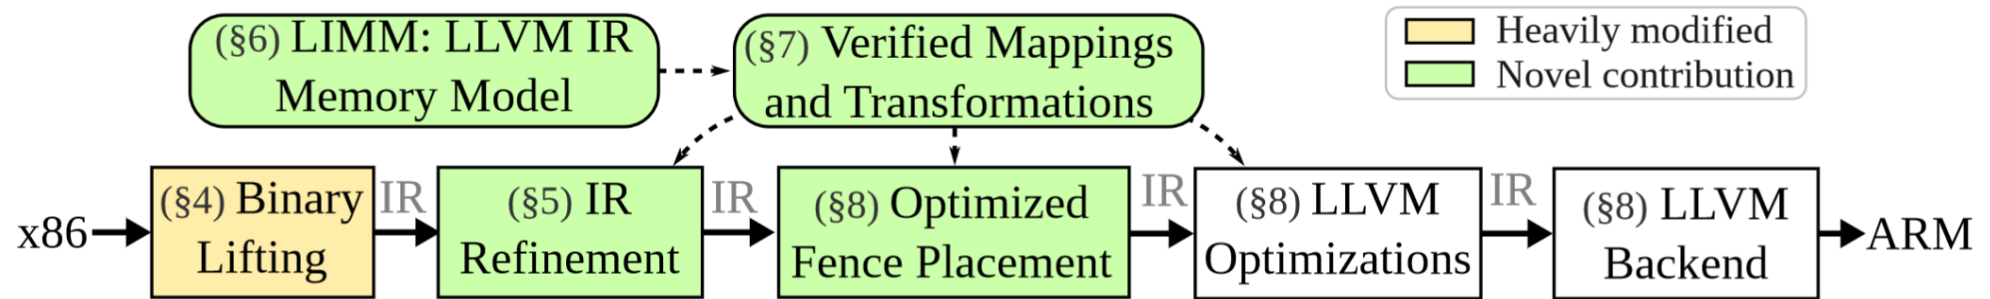 (§6) LIMM: LLVM IR
Memory Model
(§7) Verified Mappings
and Transformations
Heavily modified
Novel contribution
x86
(§4) Binary
Lifting
IR
(§5) IR
Refinement
IR
(§8) Optimized
Fence Placement
IR
(§8) LLVM
Optimizations
IR
(§8) LLVM
Backend
ARM